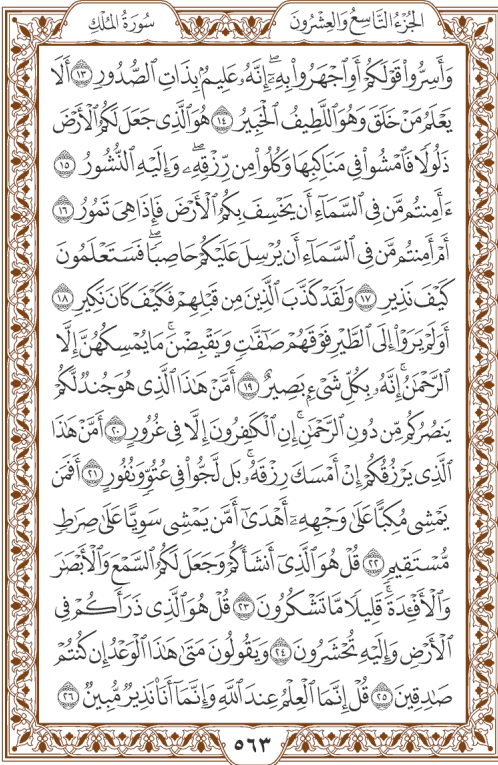 الجُزْءُ التَّاسِعُ وَالعِشْرُونَ
سُورَةُ المُلْكِ
وَأَسِرُّوا۟ قَوْلَكُمْ أَوِ ٱجْهَرُوا۟ بِهِۦٓ ۖ إِنَّهُۥ عَلِيمٌۢ بِذَاتِ ٱلصُّدُورِ ١٣ أَلَا
يَعْلَمُ مَنْ خَلَقَ وَهُوَ ٱللَّطِيفُ ٱلْخَبِيرُ ١٤ هُوَ ٱلَّذِى جَعَلَ لَكُمُ ٱلْأَرْضَ
ذَلُولًا فَٱمْشُوا۟ فِى مَنَاكِبِهَا وَكُلُوا۟ مِن رِّزْقِهِۦ ۖ وَإِلَيْهِ ٱلنُّشُورُ ١٥
ءَأَمِنتُم مَّن فِى ٱلسَّمَآءِ أَن يَخْسِفَ بِكُمُ ٱلْأَرْضَ فَإِذَا هِىَ تَمُورُ ١٦
أَمْ أَمِنتُم مَّن فِى ٱلسَّمَآءِ أَن يُرْسِلَ عَلَيْكُمْ حَاصِبًا ۖ فَسَتَعْلَمُونَ
كَيْفَ نَذِيرِ ١٧ وَلَقَدْ كَذَّبَ ٱلَّذِينَ مِن قَبْلِهِمْ فَكَيْفَ كَانَ نَكِيرِ ١٨
أَوَلَمْ يَرَوْا۟ إِلَى ٱلطَّيْرِ فَوْقَهُمْ صَٰٓفَّٰتٍ وَيَقْبِضْنَ ۚ مَا يُمْسِكُهُنَّ إِلَّا
ٱلرَّحْمَٰنُ ۚ إِنَّهُۥ بِكُلِّ شَىْءٍۭ بَصِيرٌ ١٩ أَمَّنْ هَٰذَا ٱلَّذِى هُوَ جُندٌ لَّكُمْ
يَنصُرُكُم مِّن دُونِ ٱلرَّحْمَٰنِ ۚ إِنِ ٱلْكَٰفِرُونَ إِلَّا فِى غُرُورٍ ٢٠ أَمَّنْ هَٰذَا
ٱلَّذِى يَرْزُقُكُمْ إِنْ أَمْسَكَ رِزْقَهُۥ ۚ بَل لَّجُّوا۟ فِى عُتُوٍّ وَنُفُورٍ ٢١ أَفَمَن
يَمْشِى مُكِبًّا عَلَىٰ وَجْهِهِۦٓ أَهْدَىٰٓ أَمَّن يَمْشِى سَوِيًّا عَلَىٰ صِرَٰطٍ
مُّسْتَقِيمٍ ٢٢ قُلْ هُوَ ٱلَّذِىٓ أَنشَأَكُمْ وَجَعَلَ لَكُمُ ٱلسَّمْعَ وَٱلْأَبْصَٰرَ
وَٱلْأَفْـِٔدَةَ ۖ قَلِيلًا مَّا تَشْكُرُونَ ٢٣ قُلْ هُوَ ٱلَّذِى ذَرَأَكُمْ فِى
ٱلْأَرْضِ وَإِلَيْهِ تُحْشَرُونَ ٢٤ وَيَقُولُونَ مَتَىٰ هَٰذَا ٱلْوَعْدُ إِن كُنتُمْ
صَٰدِقِينَ ٢٥ قُلْ إِنَّمَا ٱلْعِلْمُ عِندَ ٱللَّهِ وَإِنَّمَآ أَنَا۠ نَذِيرٌ مُّبِينٌ ٢٦
٥٦٣